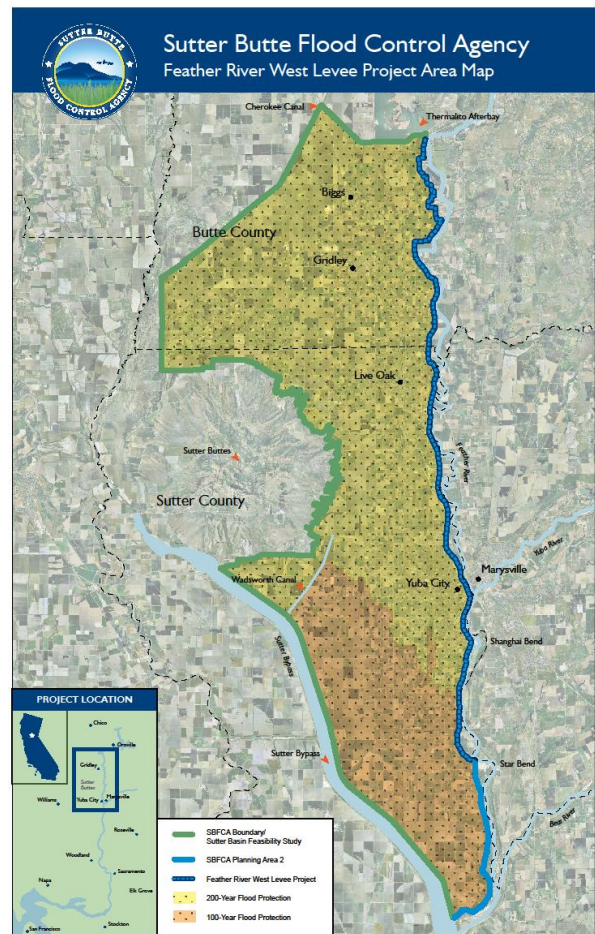 SUTTER BUTTE
FLOOD CONTROL AGENCY
Sutter Butte Flood Control Agency
Feather River West Levee Project Area Map
Cherokee Canal
Thermalito Afterbay
Biggs
Butte County
Gridley
Live Oak
Sutter Buttes
Feather River
Sutter County
Yuba River
Wadsworth Canal
Marysville
Yuba City
Sutter Bypass
Shanghai Bend
Sutter Bypass
Star Bend
Bear River
PROJECT LOCATION
Chico
Oroville
Gridley
Sutter
Buttes
Williams
Yuba City
Marysville
Roseville
Woodland
Sacramento
Napa
Elk Grove
San Francisco
Stockton
SBFCA Boundary/
Sutter Basin Feasibility Study
SBFCA Planning Area 2
Feather River West Levee Project
200-Year Flood Protection
100-Year Flood Protection